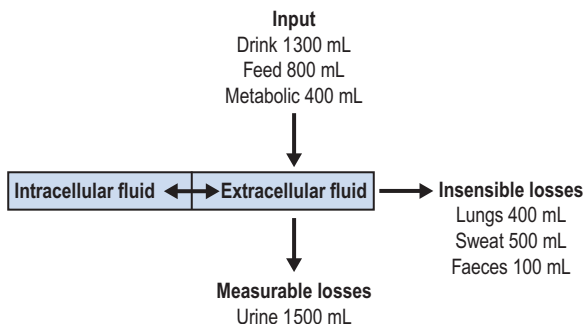 Input
Drink 1300 mL
Feed 800 mL
Metabolic 400 mL
Intracellular fluid
Extracellular fluid
Insensible losses
Lungs 400 mL
Sweat 500 mL
Faeces 100 mL
Measurable losses
Urine 1500 mL